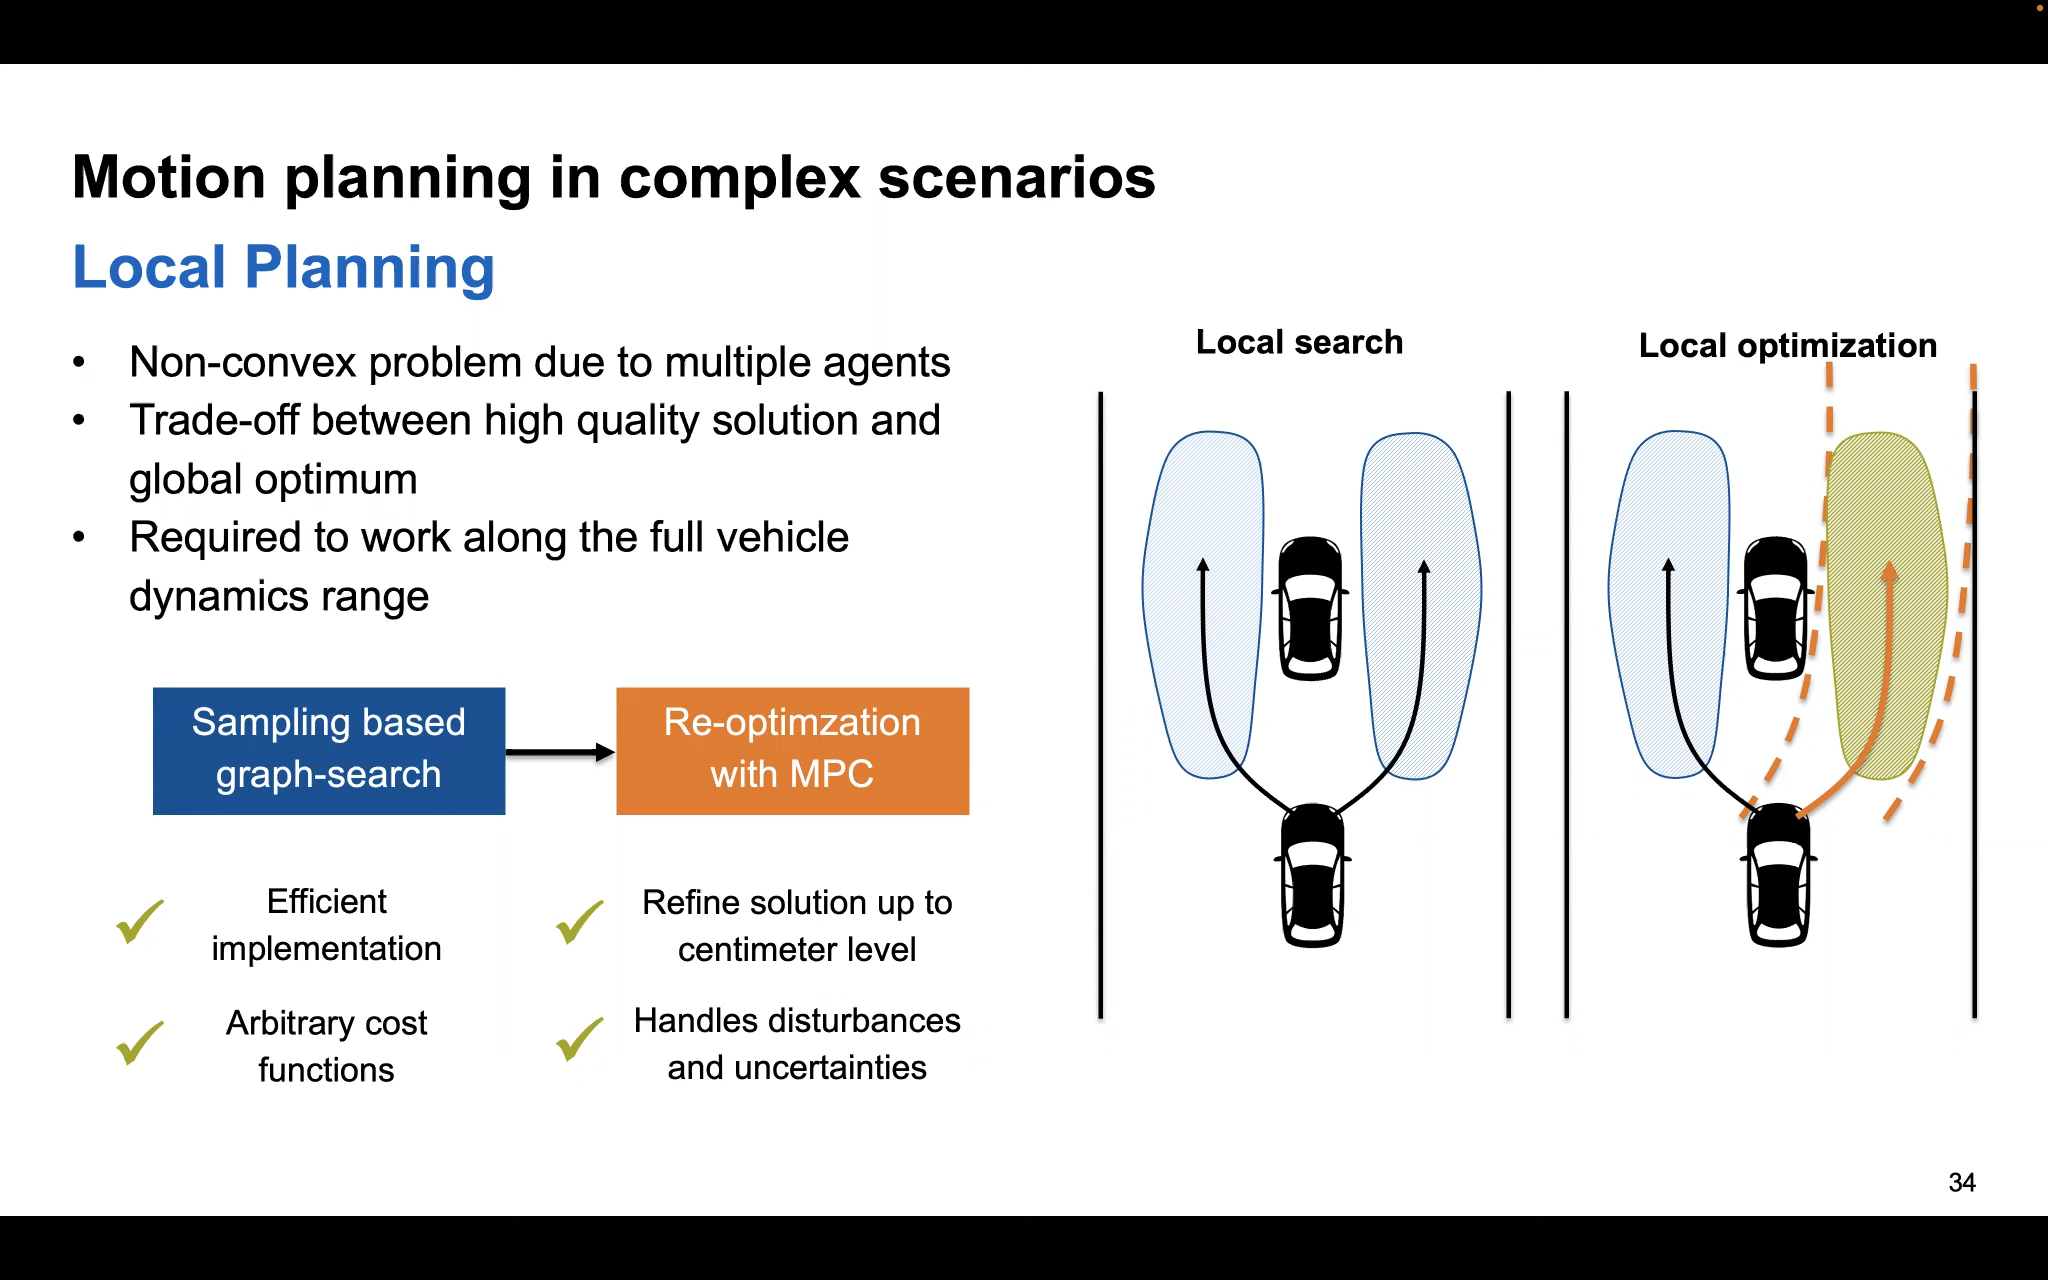 Motion planning in complex scenarios
Local Planning
• Non-convex problem due to multiple agents
• Trade-off between high quality solution and
global optimum
• Required to work along the full vehicle
dynamics range
Sampling based
graph-search
Re-optimzation
with MPC
Efficient
implementation
Refine solution up to
centimeter level
Arbitrary cost
functions
Handles disturbances
and uncertainties
Local search
Local optimization
34